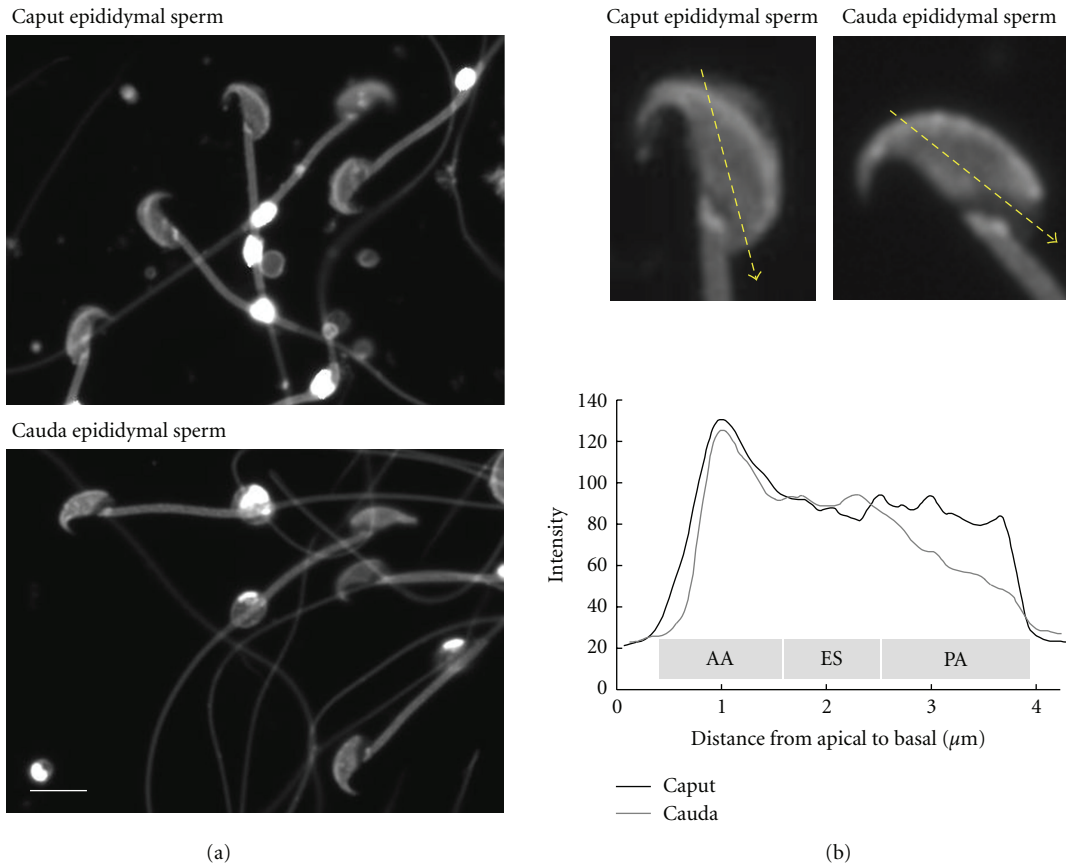 Caput epididymal sperm
Cauda epididymal sperm
(a)
Caput epididymal sperm
Cauda epididymal sperm
140
120
100
80
60
40
20
0
Intensity
AA
ES
PA
0
1
2
3
4
Distance from apical to basal (μm)
Caput
Cauda
(b)